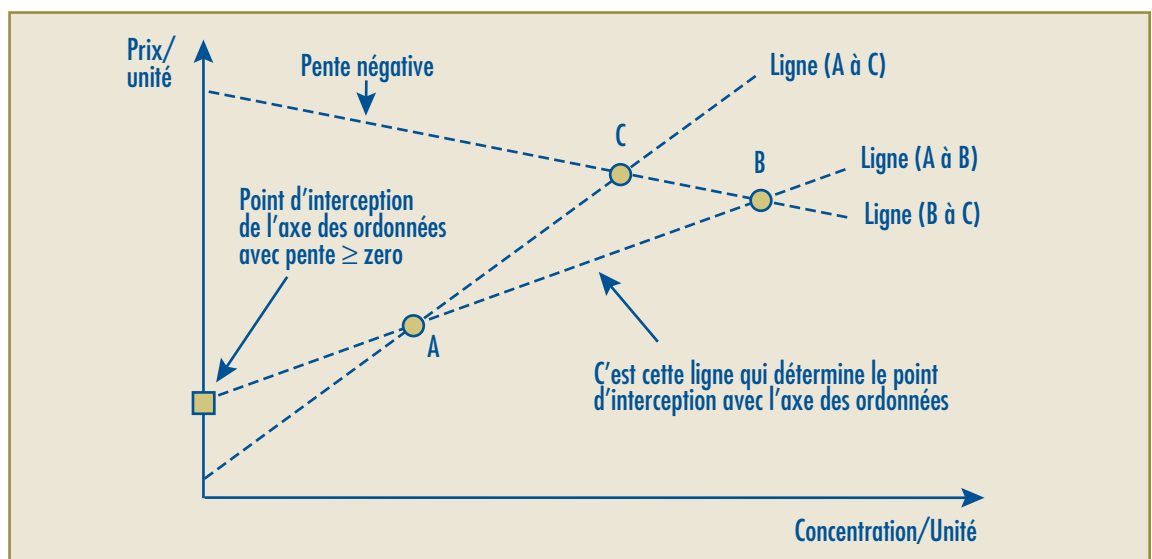 Prix/
unité
Pente négative
Ligne (A à C)
C
B
Ligne (A à B)
Ligne (B à C)
Point d'interception
de l'axe des ordonnées
avec pente ≥ zero
A
C'est cette ligne qui détermine le point
d'interception avec l'axe des ordonnées
Concentration/Unité